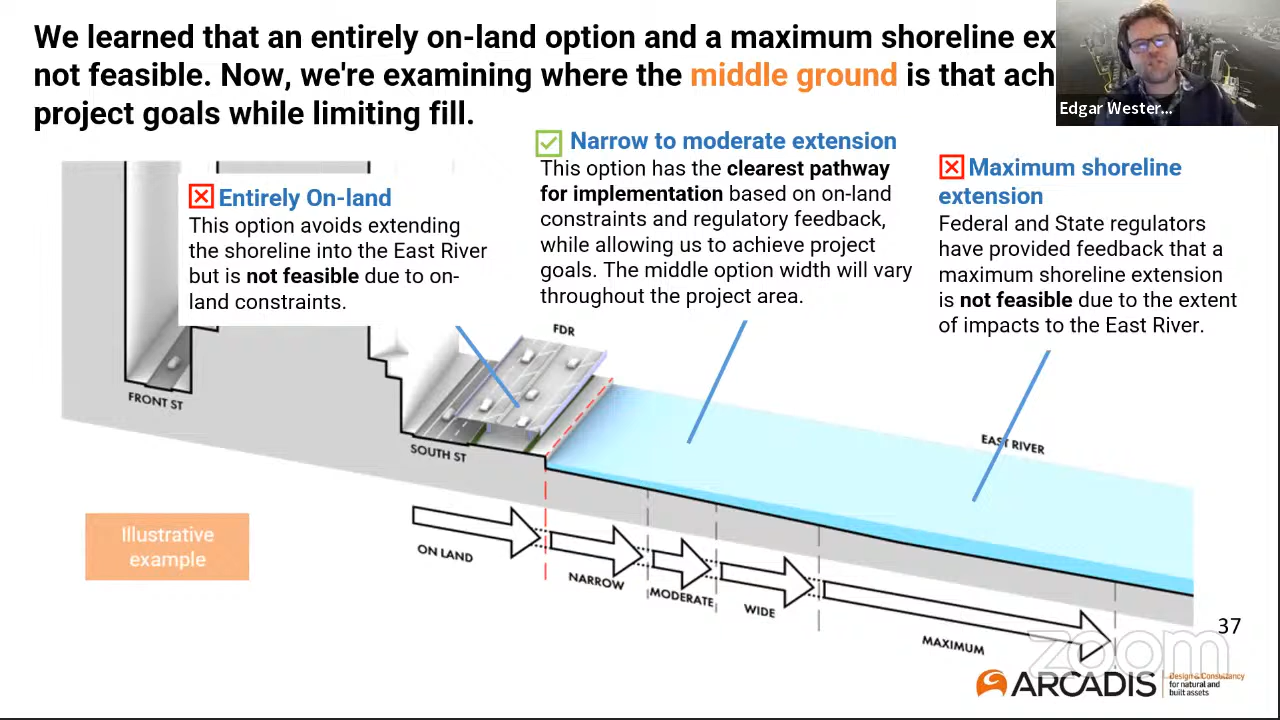 We learned that an entirely on-land option and a maximum shoreline ex
not feasible. Now, we're examining where the middle ground is that ach
project goals while limiting fill.
Edgar Wester...
Entirely On-land
This option avoids extending
the shoreline into the East River
but is not feasible due to on-
land constraints.
Narrow to moderate extension
This option has the clearest pathway
for implementation based on on-land
constraints and regulatory feedback,
while allowing us to achieve project
goals. The middle option width will vary
throughout the project area.
Maximum shoreline
extension
Federal and State regulators
have provided feedback that a
maximum shoreline extension
is not feasible due to the extent
of impacts to the East River.
FDR
FRONT ST
SOUTH ST
EAST RIVER
Illustrative
example
ON LAND
NARROW
MODERATE
WIDE
MAXIMUM
37
zoom
ARCADIS
Design & Consultancy
for natural and
built assets